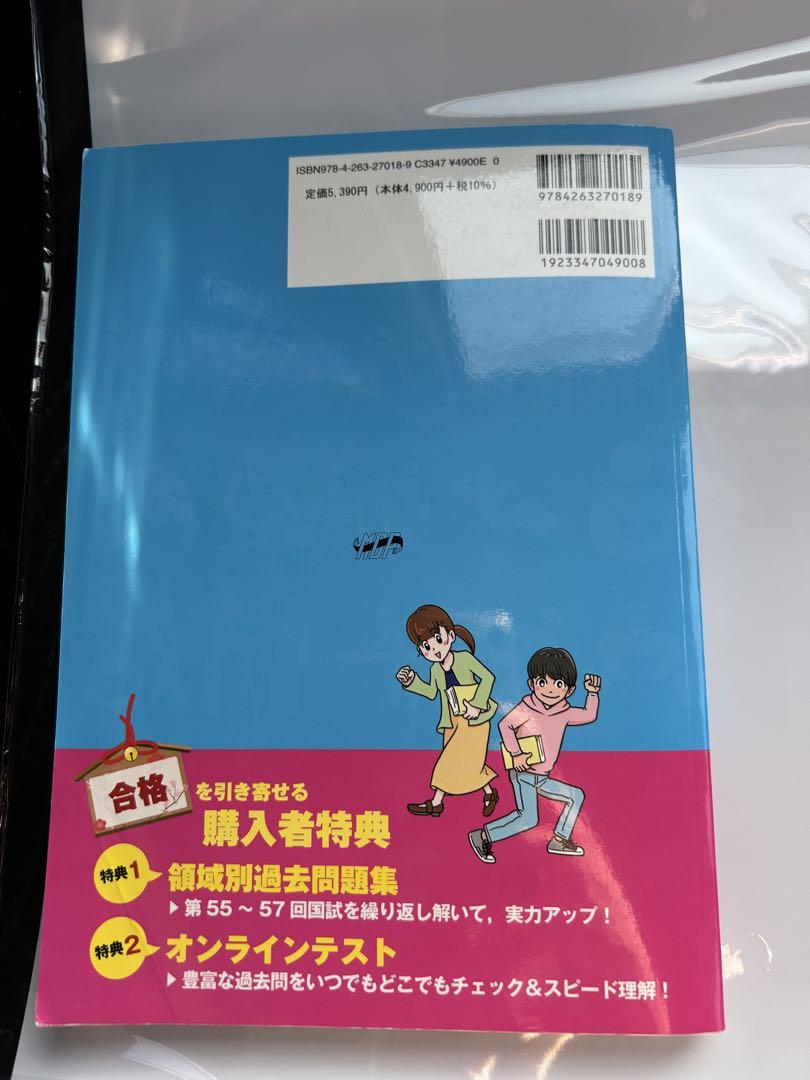 ISBN978-4-263-27018-9 C3347 ¥4900E 0
定価5,390円（本体4,900円＋税10%）
9784263270189
1923347049008
MDP
合格
を引き寄せる
購入者特典
特典1
領域別過去問題集
▶第55～57回国試を繰り返し解いて，実力アップ！
特典2
オンラインテスト
▶豊富な過去問をいつでもどこでもチェック＆スピード理解！